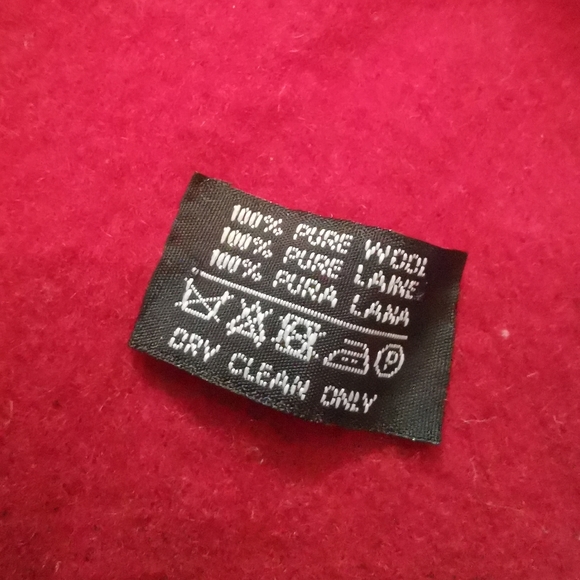 100% PURE WOOL
100% PURE LAINE
100% PURA LANA
P
DRY CLEAN ONLY